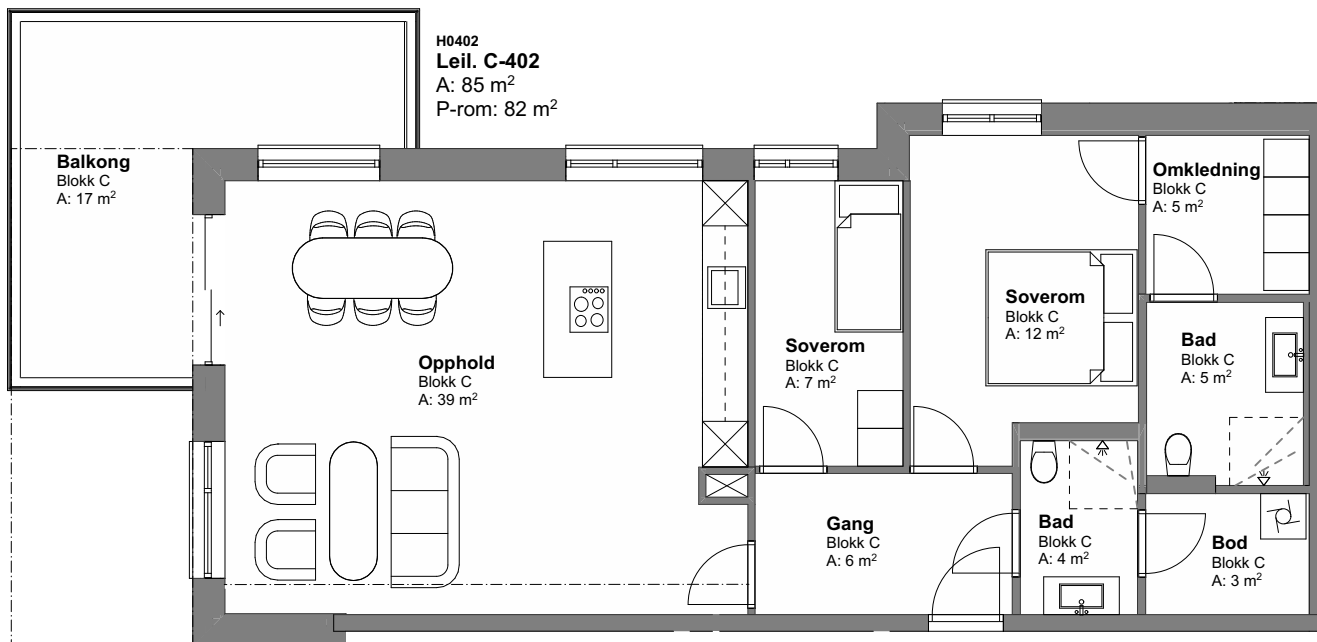 H0402
Leil. C-402
A: 85 m²
P-rom: 82 m²
Balkong
Blokk C
A: 17 m²
Omkledning
Blokk C
A: 5 m²
Soverom
Blokk C
A: 12 m²
Bad
Blokk C
A: 5 m²
Soverom
Blokk C
A: 7 m²
Opphold
Blokk C
A: 39 m²
Gang
Blokk C
A: 6 m²
Bad
Blokk C
A: 4 m²
Bod
Blokk C
A: 3 m²